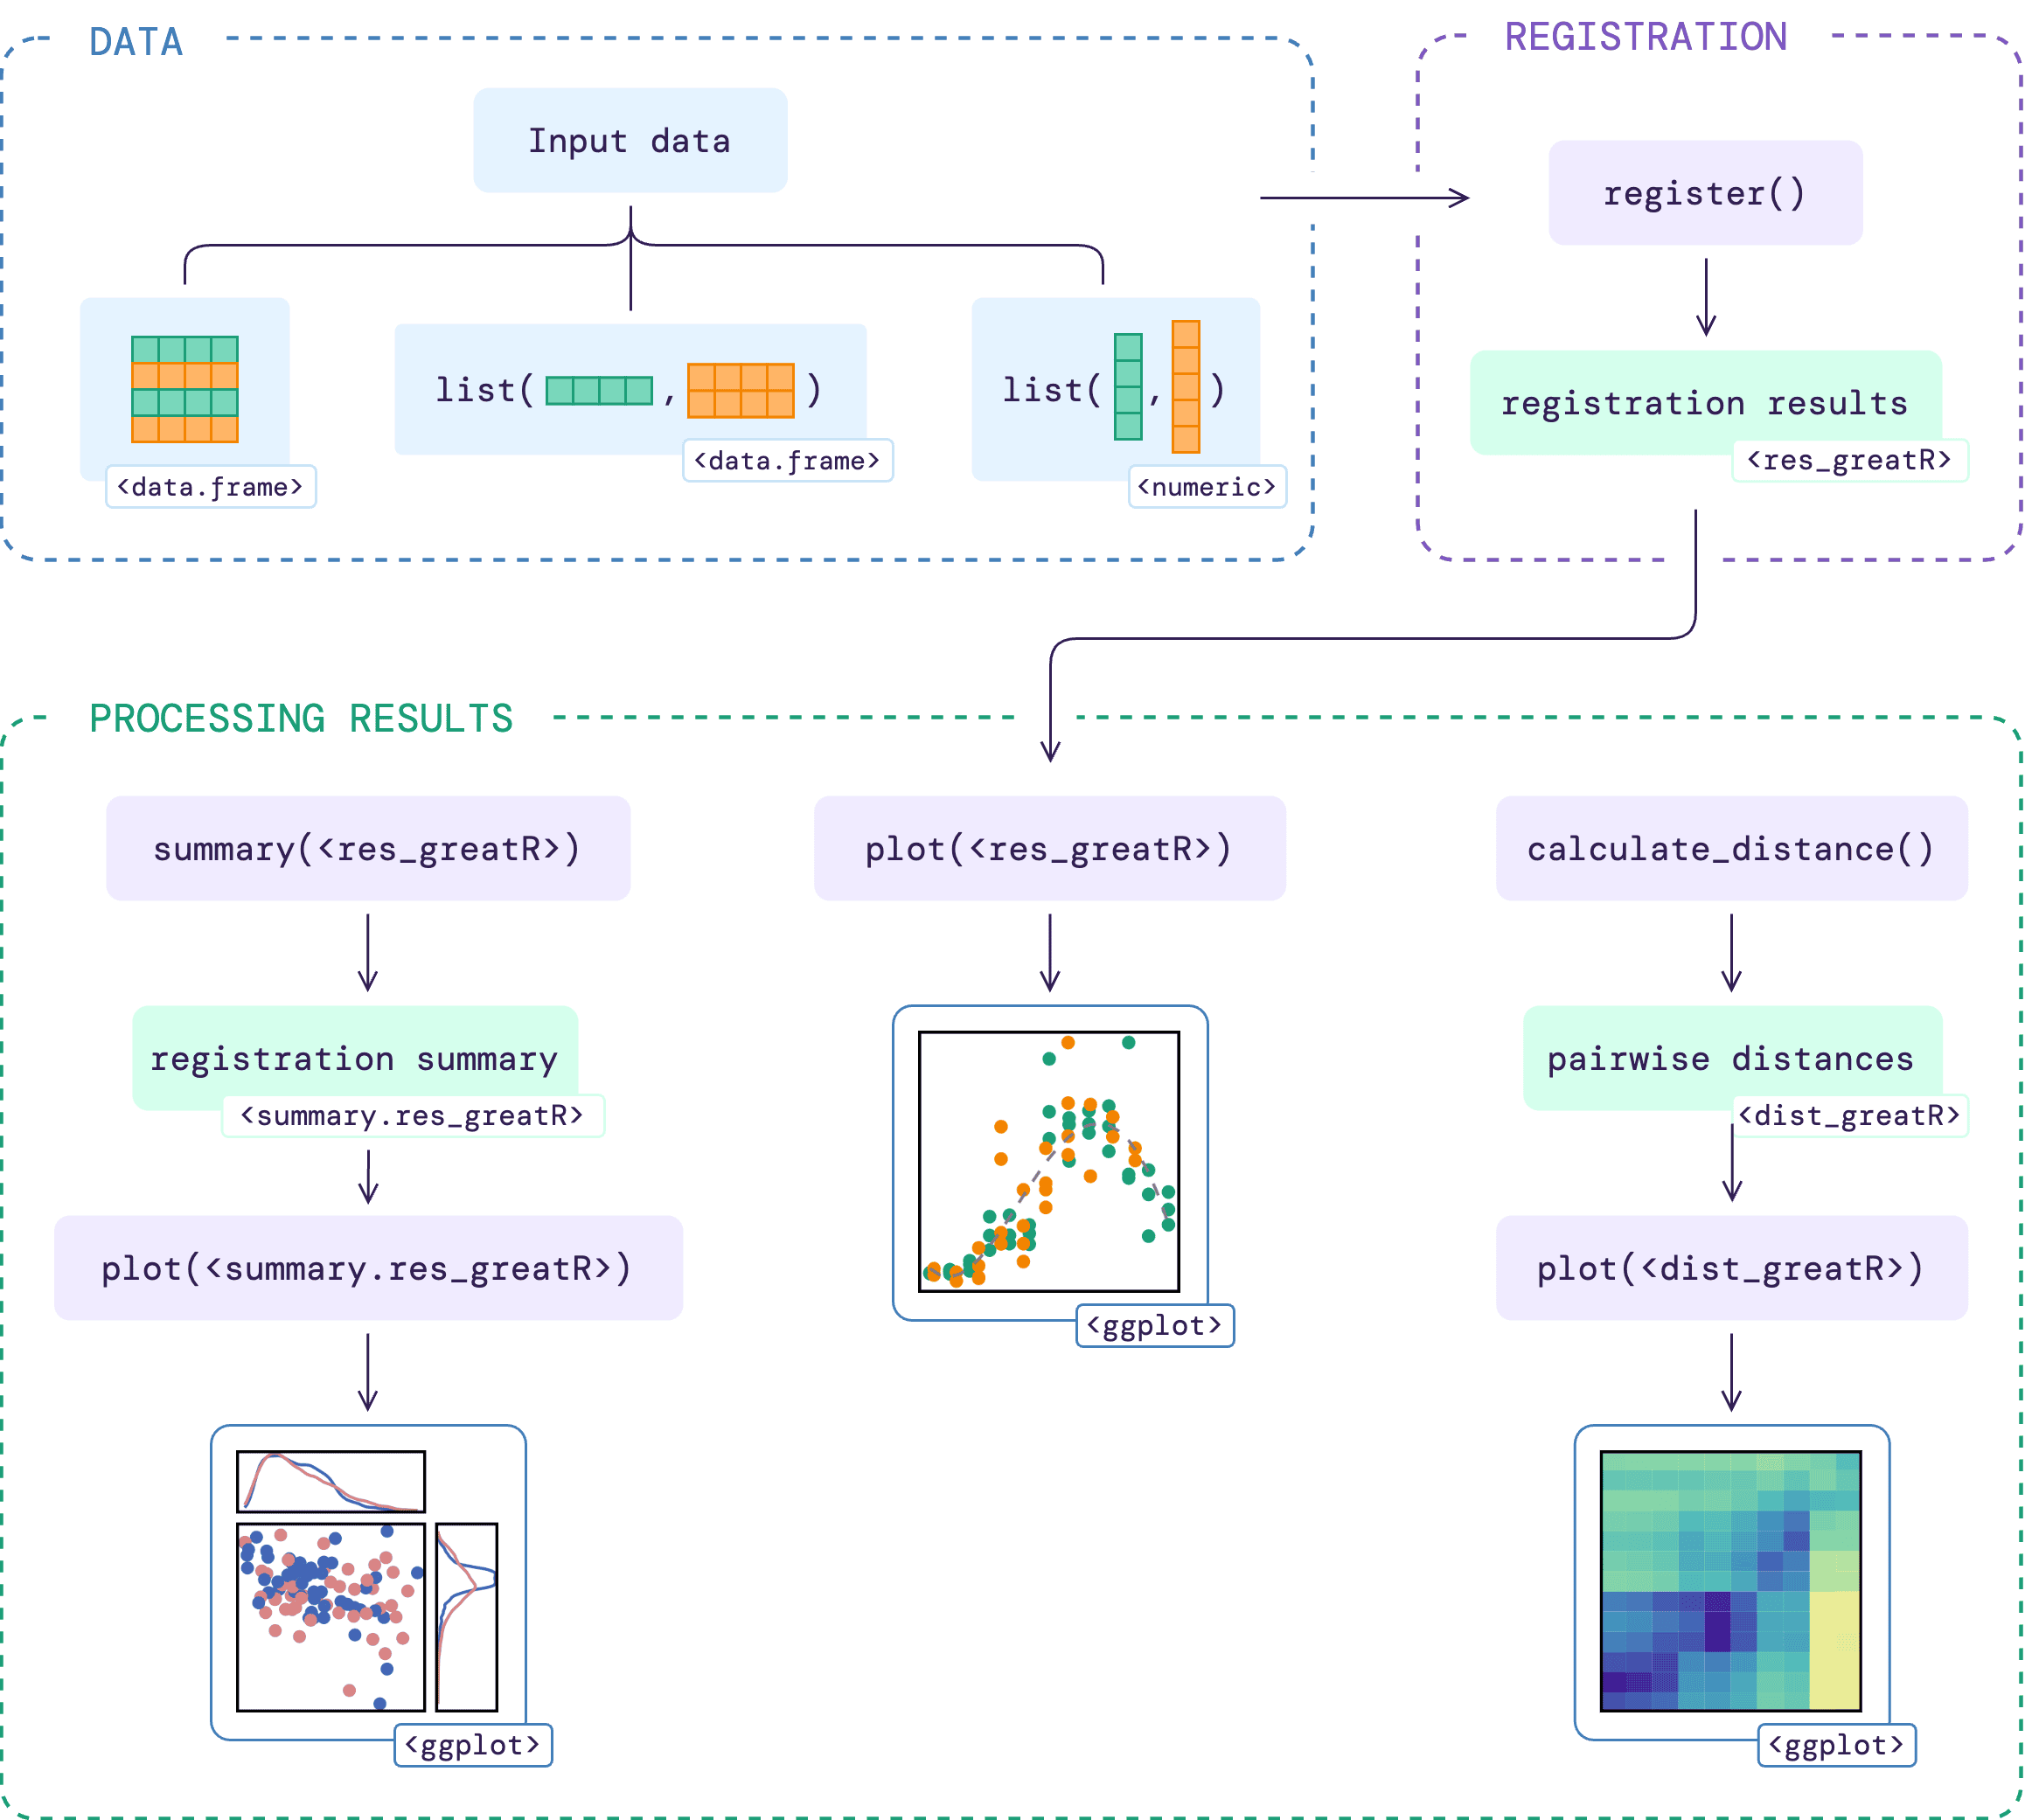 DATA
Input data
<data.frame>
list( , )
<data.frame>
list( , )
<numeric>
REGISTRATION
register()
registration results
<res_greatR>
PROCESSING RESULTS
summary(<res_greatR>)
registration summary
<summary.res_greatR>
plot(<summary.res_greatR>)
<ggplot>
plot(<res_greatR>)
<ggplot>
calculate_distance()
pairwise distances
<dist_greatR>
plot(<dist_greatR>)
<ggplot>